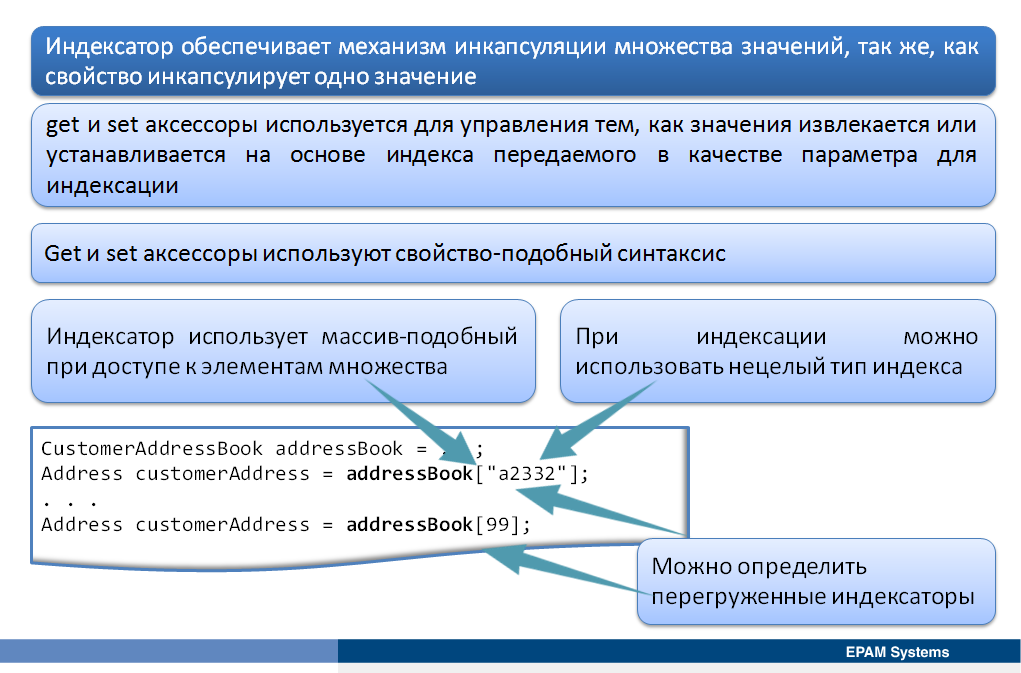 Индексатор обеспечивает механизм инкапсуляции множества значений, так же, как
свойство инкапсулирует одно значение
get и set аксессоры используется для управления тем, как значения извлекается или
устанавливается на основе индекса передаемого в качестве параметра для
индексации
Get и set аксессоры используют свойство-подобный синтаксис
Индексатор использует массив-подобный
при доступе к элементам множества
При индексации можно
использовать нецелый тип индекса
CustomerAddressBook addressBook = ;
Address customerAddress = addressBook["a2332"];
. . .
Address customerAddress = addressBook[99];
Можно определить
перегруженные индексаторы
EPAM Systems